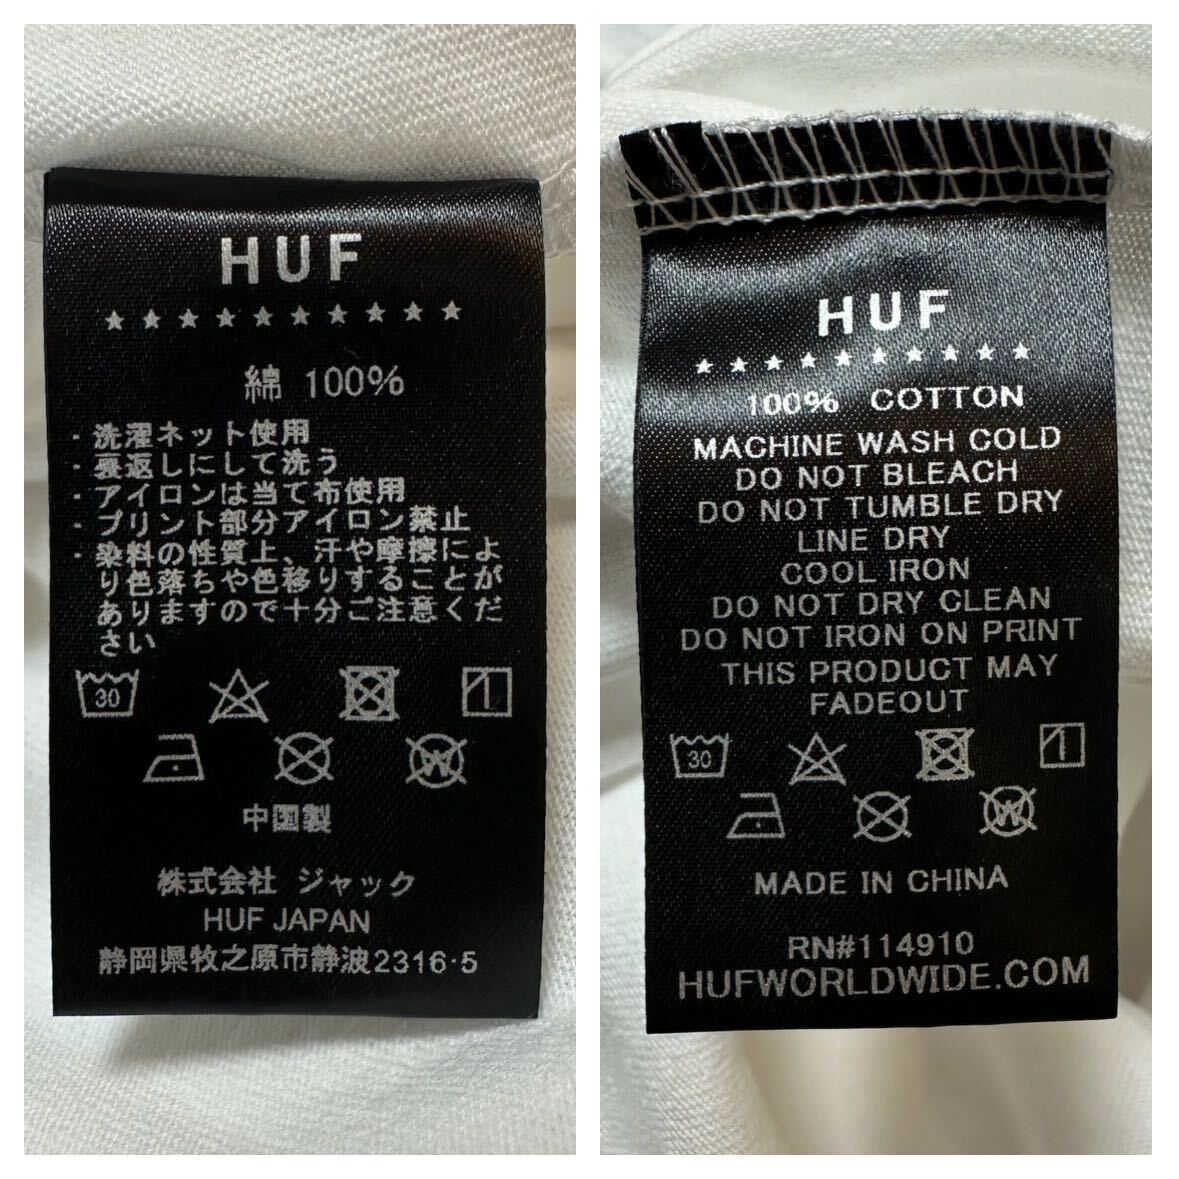 HUF
★★★★★★★★★★
綿 100%
・洗濯ネット使用
・裏返しにして洗う
・アイロンは当て布使用
・プリント部分アイロン禁止
・染料の性質上、汗や摩擦によ
り色落ちや色移りすることが
ありますので十分ご注意くだ
さい
30
W
中国製
株式会社 ジャック
HUF JAPAN
静岡県牧之原市静波2316-5
HUF
★★★★★★★★★★
100% COTTON
MACHINE WASH COLD
DO NOT BLEACH
DO NOT TUMBLE DRY
LINE DRY
COOL IRON
DO NOT DRY CLEAN
DO NOT IRON ON PRINT
THIS PRODUCT MAY
FADEOUT
30
W
MADE IN CHINA
RN#114910
HUFWORLDWIDE.COM